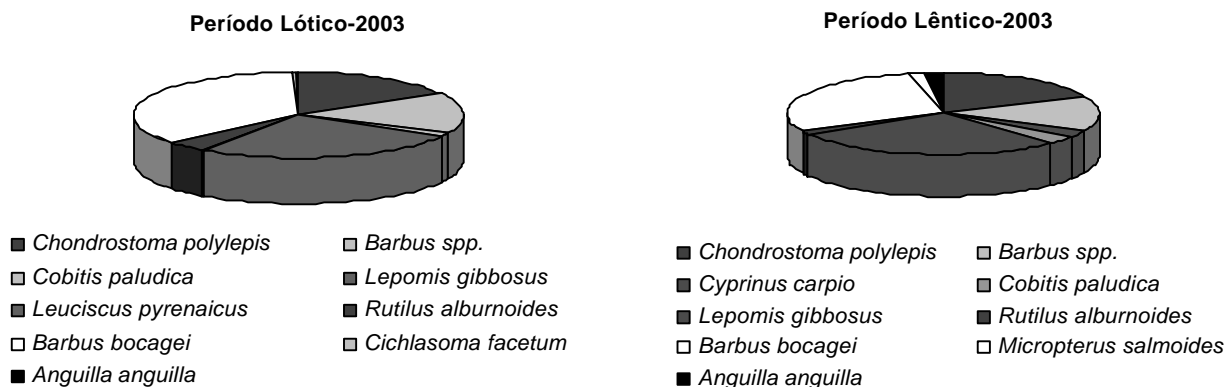 Período Lótico-2003
Chondrostoma polylepis Barbus spp.
Cobitis paludica Lepomis gibbosus
Leuciscus pyrenaicus Rutilus alburnoides
Barbus bocagei Cichlasoma facetum
Anguilla anguilla
Período Lêntico-2003
Chondrostoma polylepis Barbus spp.
Cyprinus carpio Cobitis paludica
Lepomis gibbosus Rutilus alburnoides
Barbus bocagei Micropterus salmoides
Anguilla anguilla